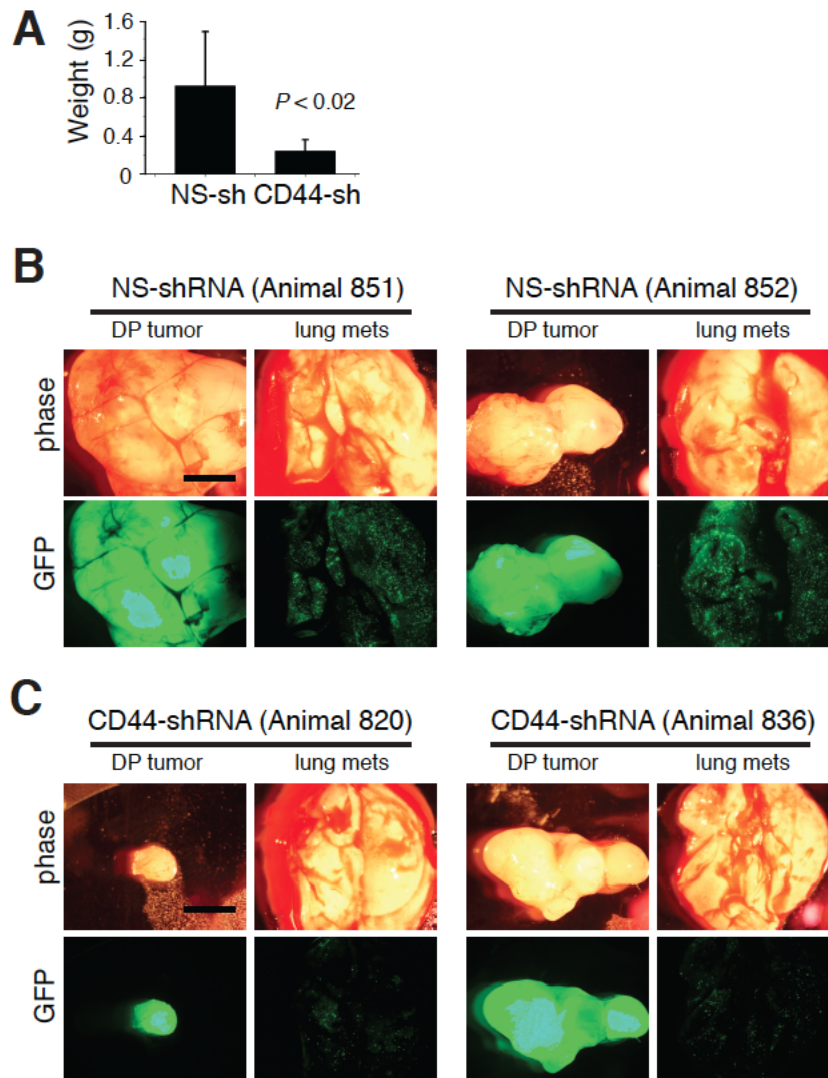 A
Weight (g)
1.6
1.2
0.8
0.4
0
P < 0.02
NS-sh CD44-sh
B
NS-shRNA (Animal 851)
NS-shRNA (Animal 852)
DP tumor
lung mets
DP tumor
lung mets
phase
GFP
C
CD44-shRNA (Animal 820)
CD44-shRNA (Animal 836)
DP tumor
lung mets
DP tumor
lung mets
phase
GFP